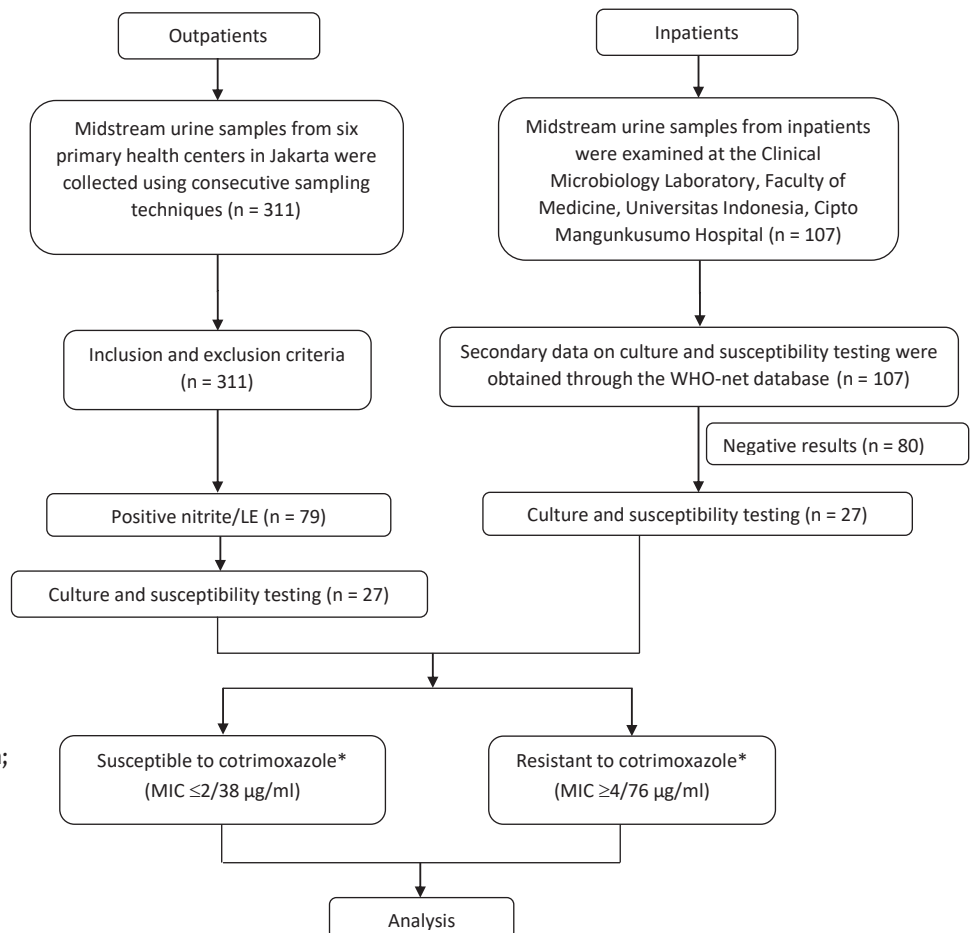 Outpatients
Midstream urine samples from six
primary health centers in Jakarta were
collected using consecutive sampling
techniques (n = 311)
Inclusion and exclusion criteria
(n = 311)
Positive nitrite/LE (n = 79)
Culture and susceptibility testing (n = 27)
Inpatients
Midstream urine samples from inpatients
were examined at the Clinical
Microbiology Laboratory, Faculty of
Medicine, Universitas Indonesia, Cipto
Mangunkusumo Hospital (n = 107)
Secondary data on culture and susceptibility testing were
obtained through the WHO-net database (n = 107)
Negative results (n = 80)
Culture and susceptibility testing (n = 27)
Susceptible to cotrimoxazole*
(MIC ≤2/38 µg/ml)
Resistant to cotrimoxazole*
(MIC ≥4/76 µg/ml)
Analysis